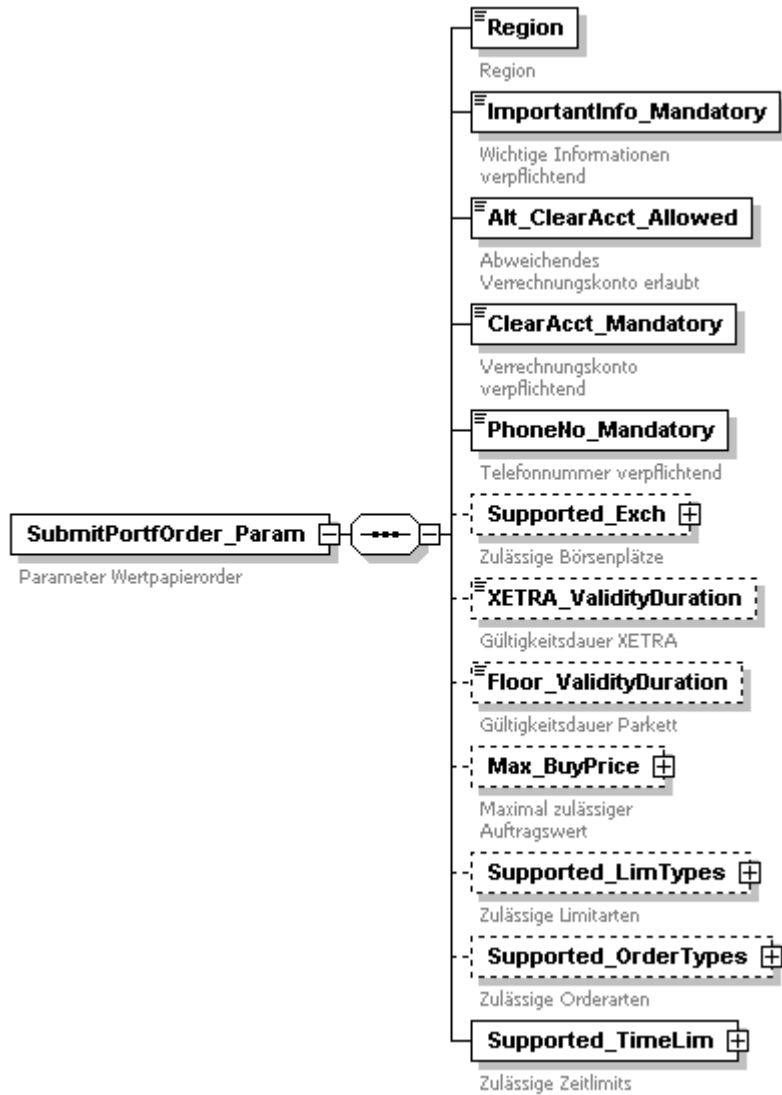 Region
Region
ImportantInfo_Mandatory
Wichtige Informationen
verpflichtend
Alt_ClearAcct_Allowed
Abweichendes
Verrechnungskonto erlaubt
ClearAcct_Mandatory
Verrechnungskonto
verpflichtend
PhoneNo_Mandatory
Telefonnummer verpflichtend
SubmitPortfOrder_Param
Parameter Wertpapierorder
Supported_Exch
Zulässige Börsenplätze
XETRA_ValidityDuration
Gültigkeitsdauer XETRA
Floor_ValidityDuration
Gültigkeitsdauer Parkett
Max_BuyPrice
Maximal zulässiger
Auftragswert
Supported_LimTypes
Zulässige Limitarten
Supported_OrderTypes
Zulässige Orderarten
Supported_TimeLim
Zulässige Zeitlimits